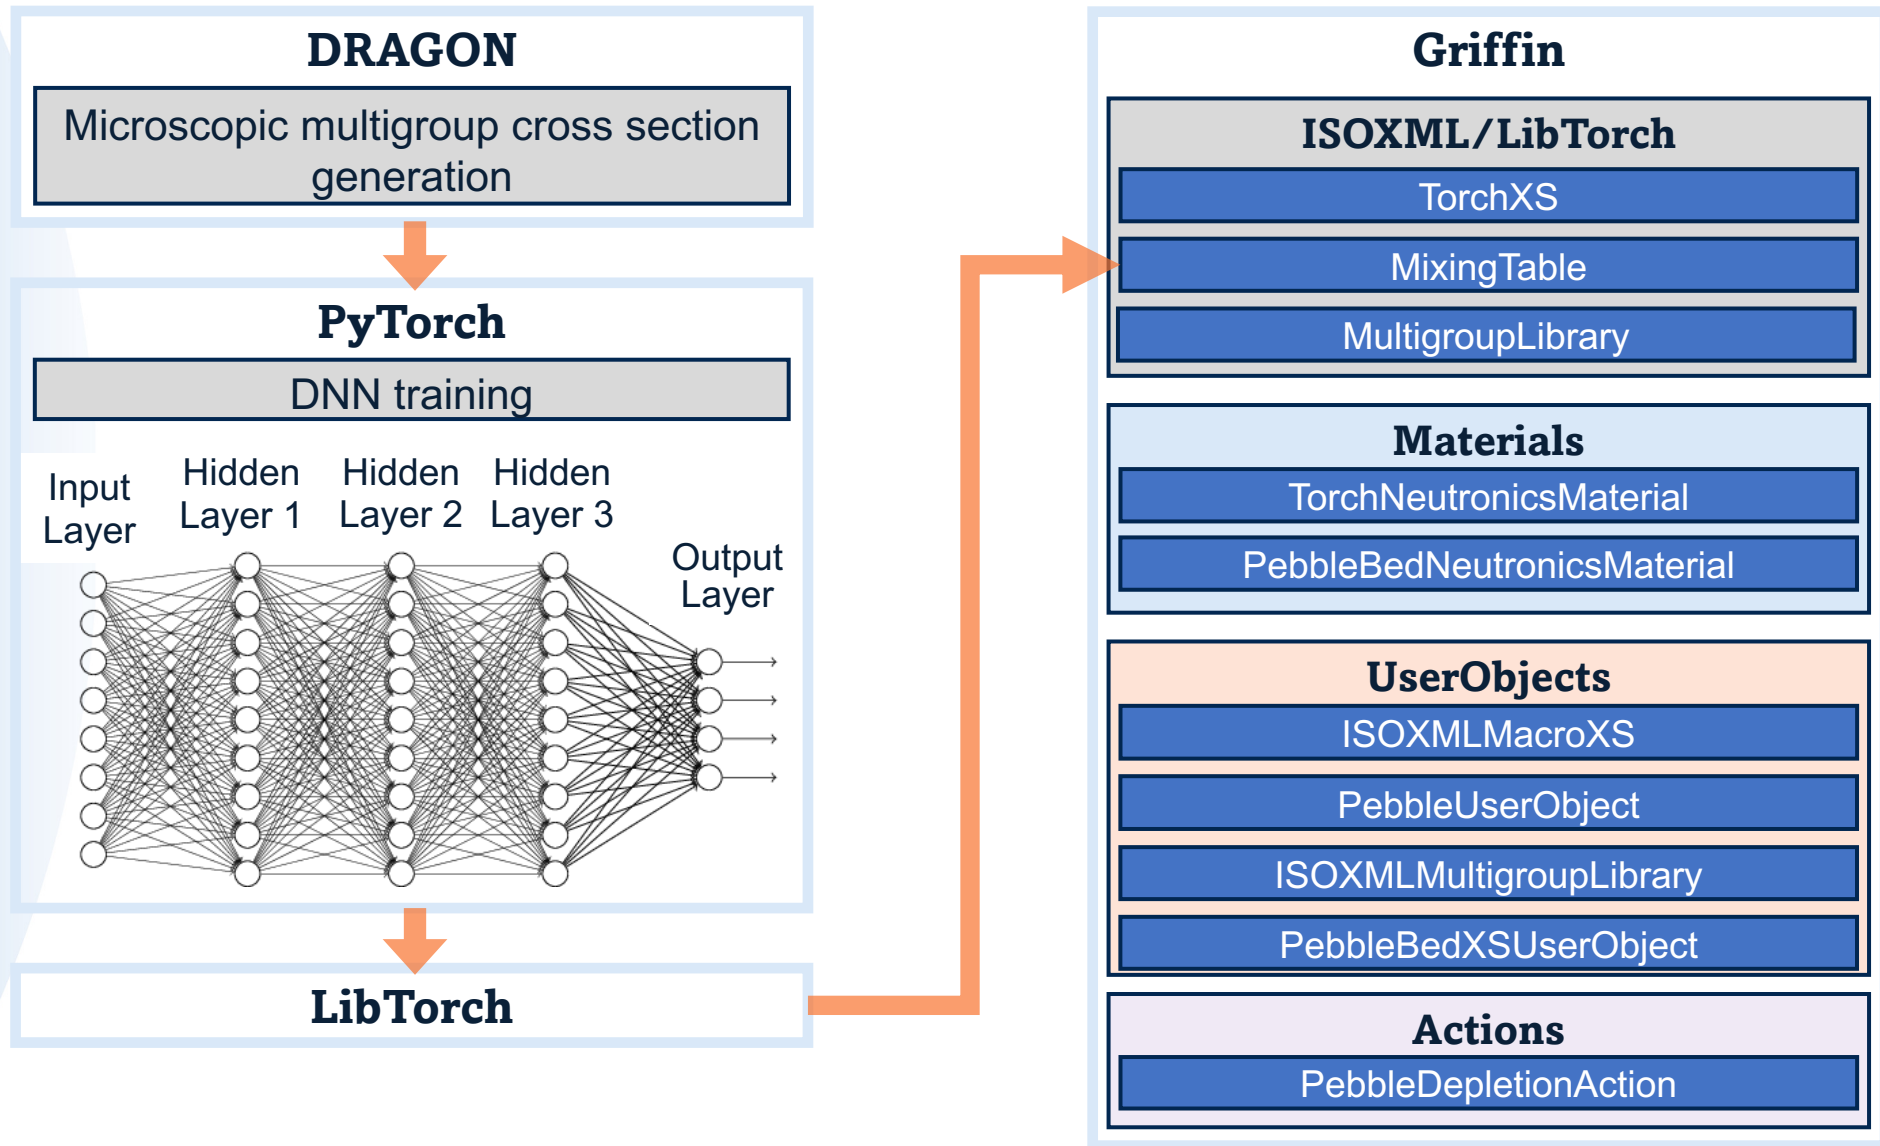 DRAGON
Microscopic multigroup cross section
generation
PyTorch
DNN training
Input
Layer
Hidden
Layer 1
Hidden
Layer 2
Hidden
Layer 3
Output
Layer
LibTorch
Griffin
ISOXML/LibTorch
TorchXS
MixingTable
MultigroupLibrary
Materials
TorchNeutronicsMaterial
PebbleBedNeutronicsMaterial
UserObjects
ISOXMLMacroXS
PebbleUserObject
ISOXMLMultigroupLibrary
PebbleBedXSUserObject
Actions
PebbleDepletionAction